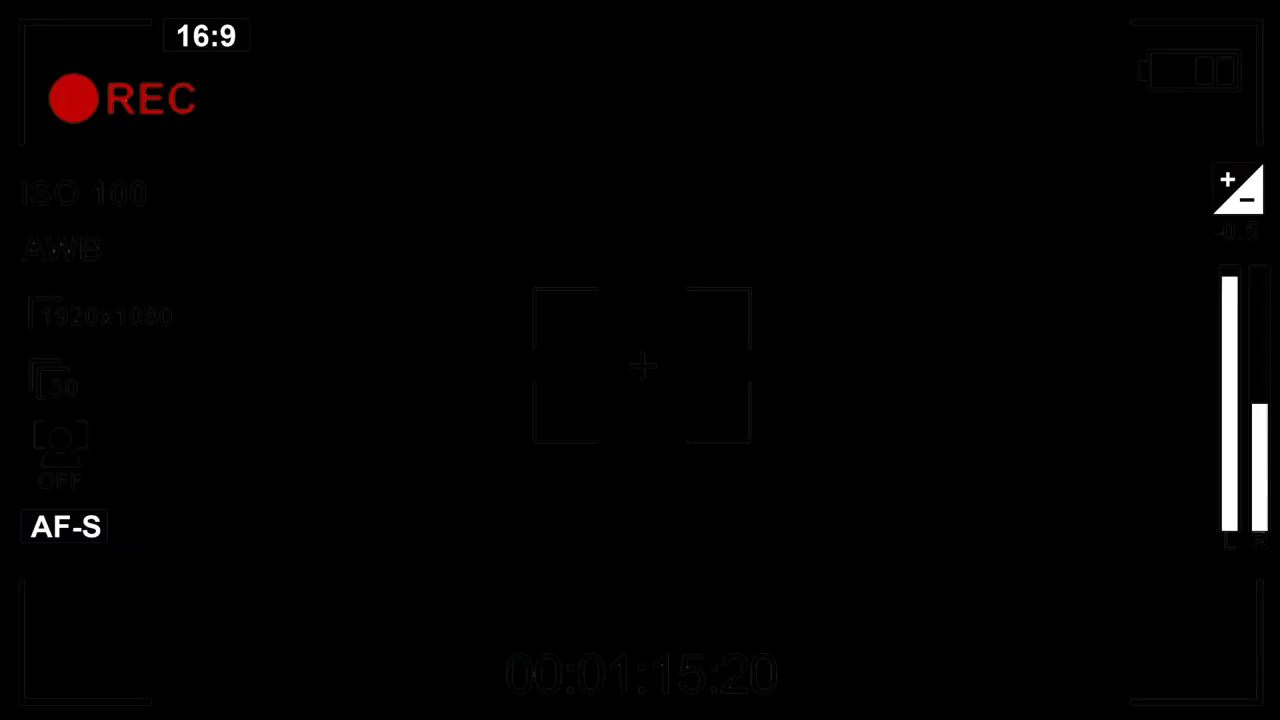 16:9
REC
ISO 100
AWB
1920x1080
30
OFF
AF-S
+
-
-0.5
L R
00:01:15:20